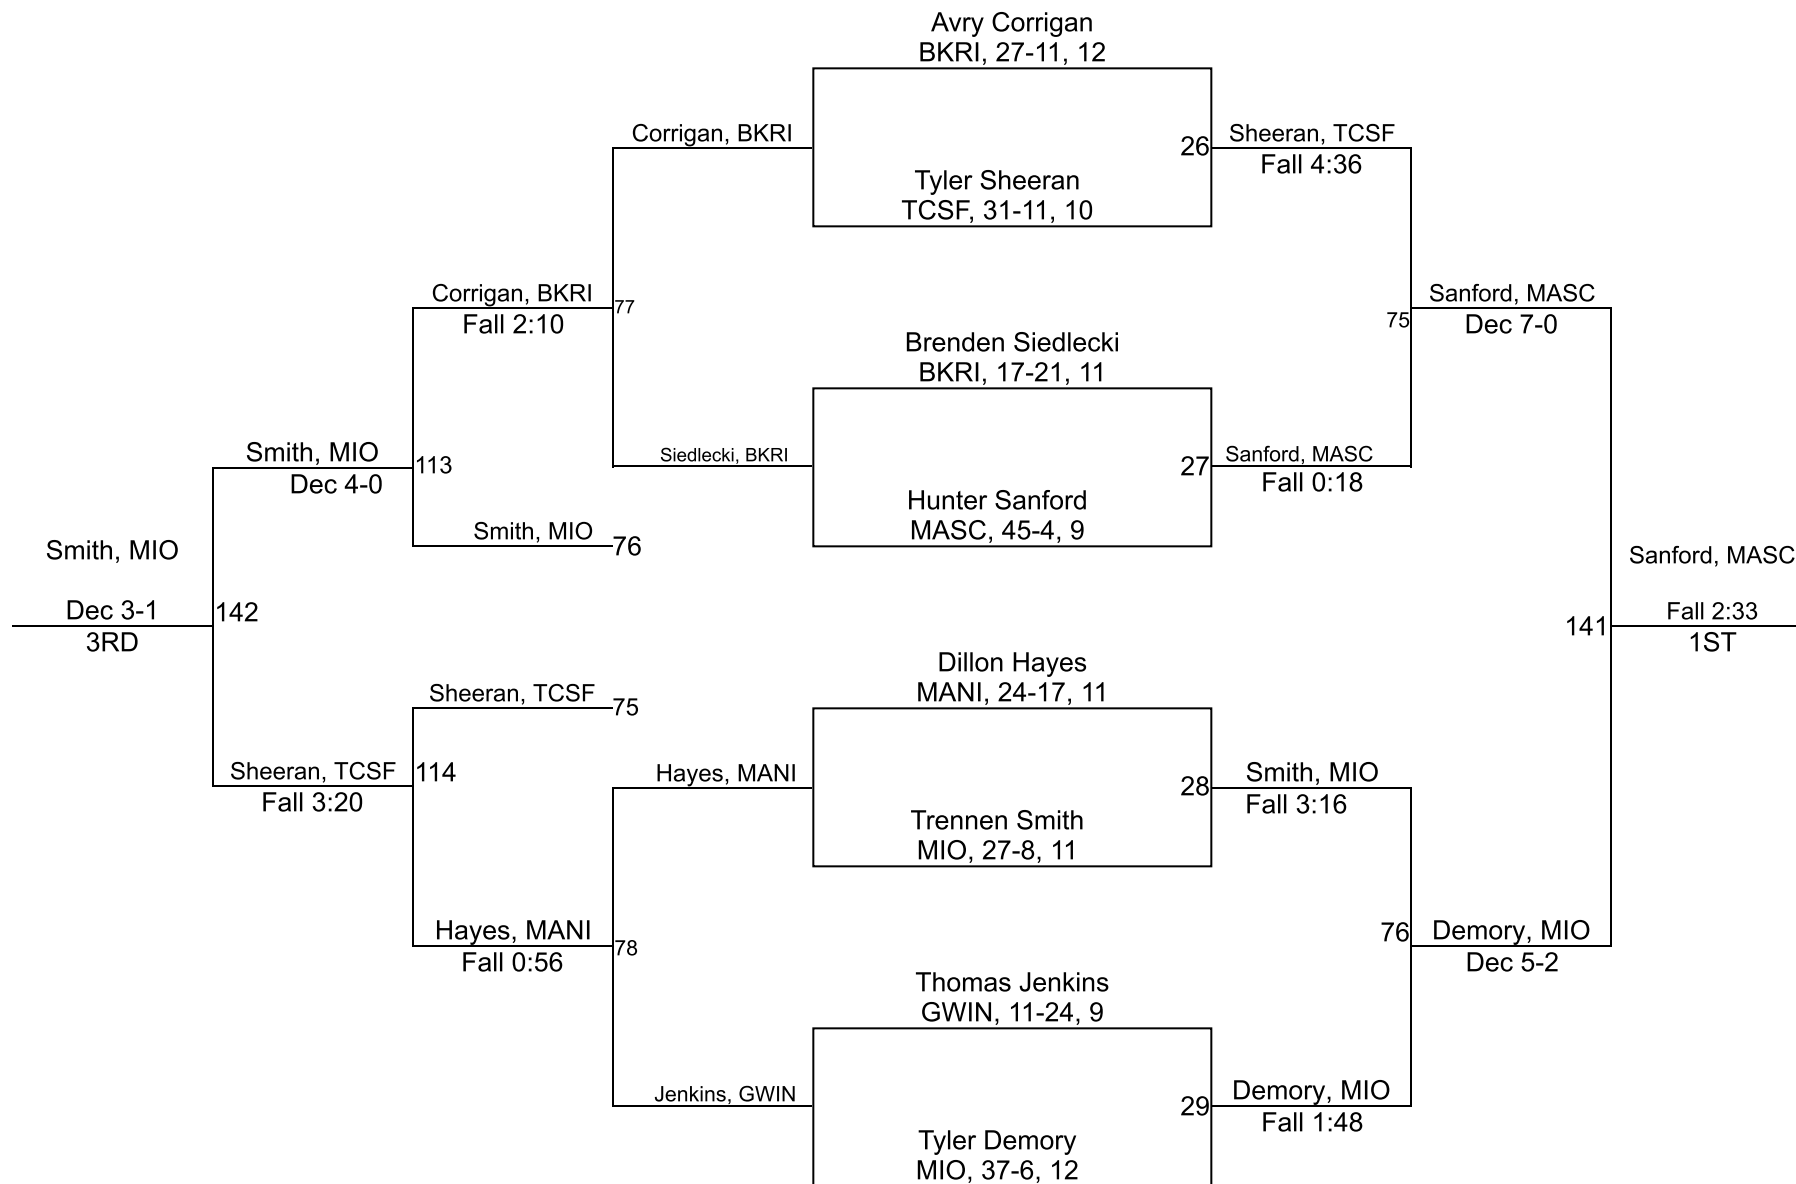 Avry Corrigan
BKRI, 27-11, 12
Corrigan, BKRI
26
Sheeran, TCSF
Fall 4:36
Tyler Sheeran
TCSF, 31-11, 10
Corrigan, BKRI
77
Fall 2:10
Sanford, MASC
75
Dec 7-0
Brenden Siedlecki
BKRI, 17-21, 11
Smith, MIO
113
Dec 4-0
Siedlecki, BKRI
27
Sanford, MASC
Fall 0:18
Hunter Sanford
MASC, 45-4, 9
Smith, MIO
76
Smith, MIO
Dec 3-1
142
3RD
Sanford, MASC
141
Fall 2:33
1ST
Dillon Hayes
MANI, 24-17, 11
Sheeran, TCSF
75
Sheeran, TCSF
114
Fall 3:20
Hayes, MANI
28
Smith, MIO
Fall 3:16
Trennen Smith
MIO, 27-8, 11
Hayes, MANI
78
Fall 0:56
76
Demory, MIO
Dec 5-2
Thomas Jenkins
GWIN, 11-24, 9
Jenkins, GWIN
29
Demory, MIO
Fall 1:48
Tyler Demory
MIO, 37-6, 12